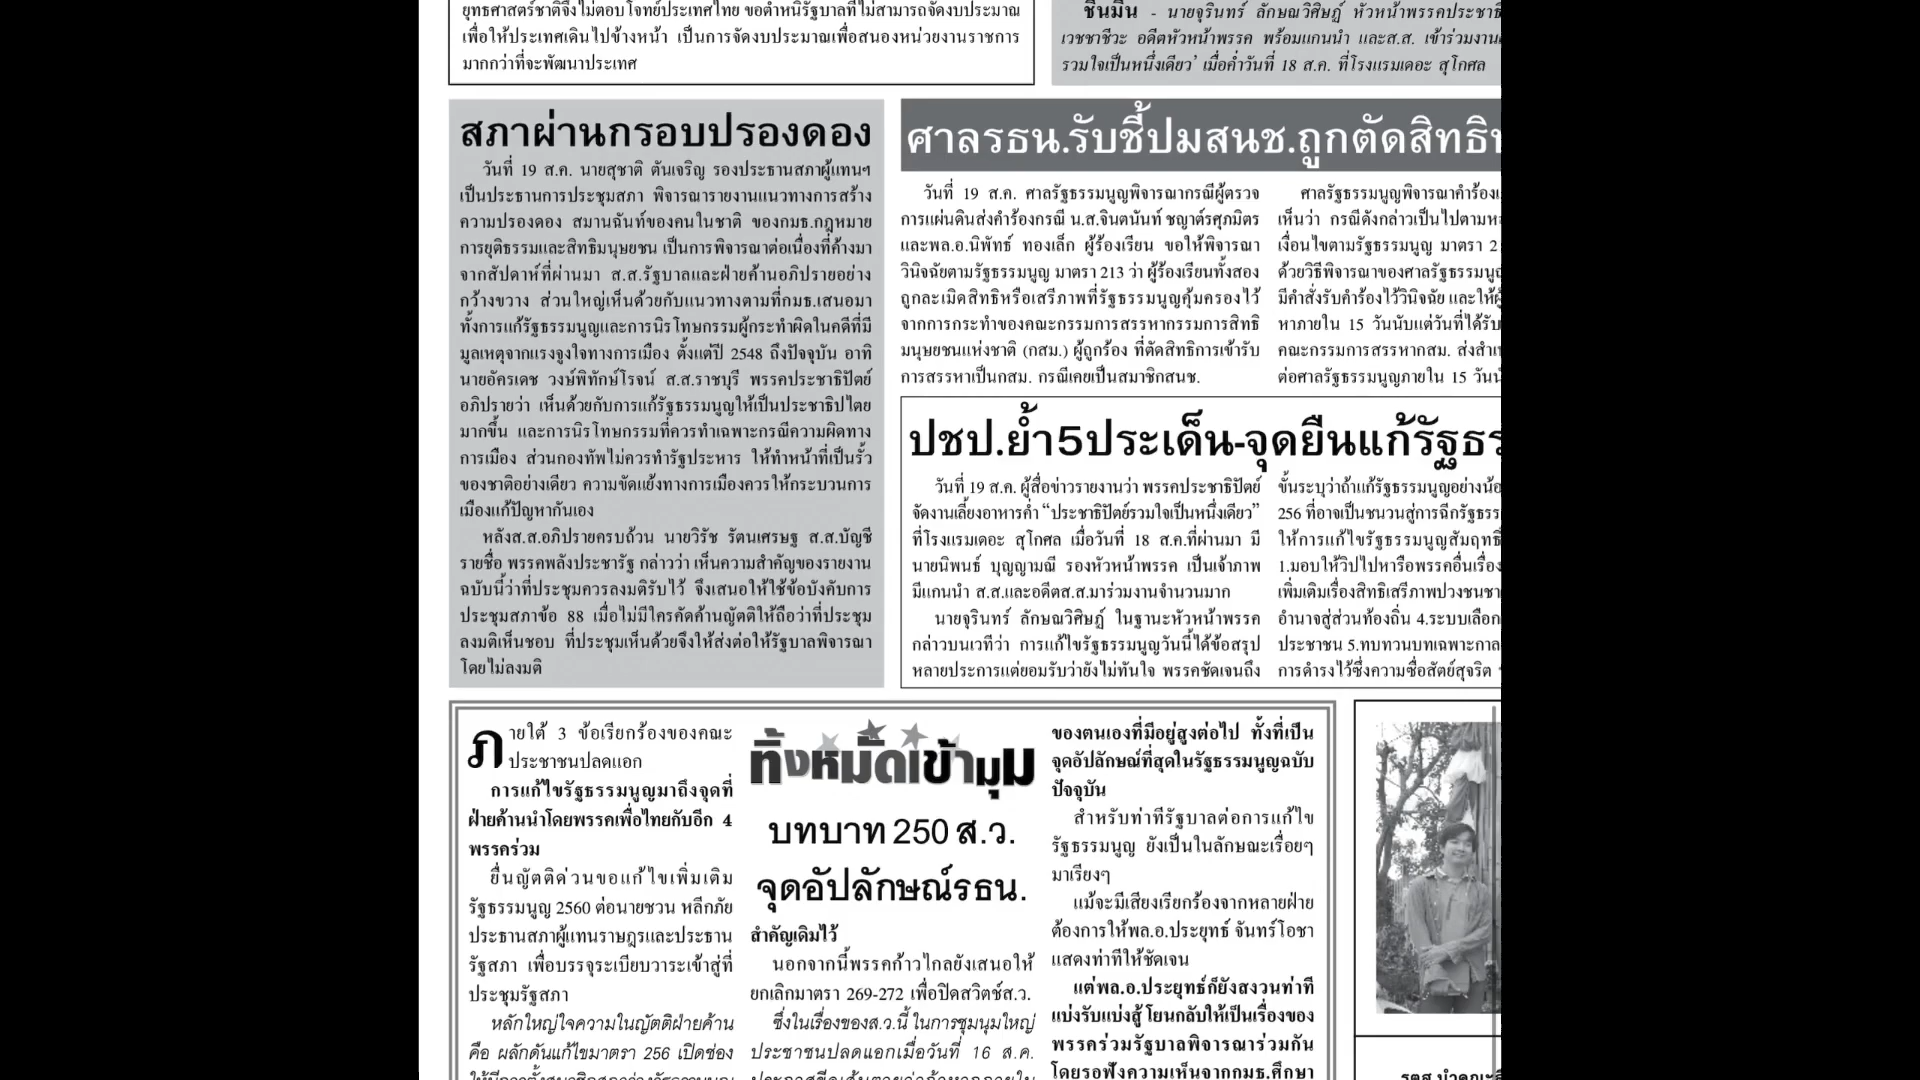 ยุทธศาสตร์ชาติจึงไม่ตอบโจทย์ประเทศไทย ขอตำหนิรัฐบาลที่ไม่สามารถจัดงบประมาณ
เพื่อให้ประเทศเดินไปข้างหน้า เป็นการจัดงบประมาณเพื่อสนองหน่วยงานราชการ
มากกว่าที่จะพัฒนาประเทศ
ชื่นมื่น - นายจุรินทร์ ลักษณวิศิษฏ์ หัวหน้าพรรคประชาธิ
เวชชาชีวะ อดีตหัวหน้าพรรค พร้อมแกนนำ และส.ส. เข้าร่วมงาน
รวมใจเป็นหนึ่งเดียว’ เมื่อค่ำวันที่ 18 ส.ค. ที่โรงแรมเดอะ สุโกศล
สภาผ่านกรอบปรองดอง
วันที่ 19 ส.ค. นายสุชาติ ตันเจริญ รองประธานสภาผู้แทนฯ
เป็นประธานการประชุมสภา พิจารณารายงานแนวทางการสร้าง
ความปรองดอง สมานฉันท์ของคนในชาติ ของกมธ.กฎหมาย
การยุติธรรมและสิทธิมนุษยชน เป็นการพิจารณาต่อเนื่องที่ค้างมา
จากสัปดาห์ที่ผ่านมา ส.ส.รัฐบาลและฝ่ายค้านอภิปรายอย่าง
กว้างขวาง ส่วนใหญ่เห็นด้วยกับแนวทางตามที่กมธ.เสนอมา
ทั้งการแก้รัฐธรรมนูญและการนิรโทษกรรมผู้กระทำผิดในคดีที่มี
มูลเหตุจากแรงจูงใจทางการเมือง ตั้งแต่ปี 2548 ถึงปัจจุบัน อาทิ
นายอัครเดช วงษ์พิทักษ์โรจน์ ส.ส.ราชบุรี พรรคประชาธิปัตย์
อภิปรายว่า เห็นด้วยกับการแก้รัฐธรรมนูญให้เป็นประชาธิปไตย
มากขึ้น และการนิรโทษกรรมที่ควรทำเฉพาะกรณีความผิดทาง
การเมือง ส่วนกองทัพไม่ควรทำรัฐประหาร ให้ทำหน้าที่เป็นรั้ว
ของชาติอย่างเดียว ความขัดแย้งทางการเมืองควรให้กระบวนการ
เมืองแก้ปัญหากันเอง
หลังส.ส.อภิปรายครบถ้วน นายวิรัช รัตนเศรษฐ ส.ส.บัญชี
รายชื่อ พรรคพลังประชารัฐ กล่าวว่า เห็นความสำคัญของรายงาน
ฉบับนี้ว่าที่ประชุมควรลงมติรับไว้ จึงเสนอให้ใช้ข้อบังคับการ
ประชุมสภาข้อ 88 เมื่อไม่มีใครคัดค้านญัตติให้ถือว่าที่ประชุม
ลงมติเห็นชอบ ที่ประชุมเห็นด้วยจึงให้ส่งต่อให้รัฐบาลพิจารณา
โดยไม่ลงมติ
ศาลรธน.รับชี้ปมสนช.ถูกตัดสิทธิ
วันที่ 19 ส.ค. ศาลรัฐธรรมนูญพิจารณากรณีผู้ตรวจ
การแผ่นดินส่งคำร้องกรณี น.ส.จินตนันท์ ชญาต์รศุภมิตร
และพล.อ.นิพัทธ์ ทองเล็ก ผู้ร้องเรียน ขอให้พิจารณา
วินิจฉัยตามรัฐธรรมนูญ มาตรา 213 ว่า ผู้ร้องเรียนทั้งสอง
ถูกละเมิดสิทธิหรือเสรีภาพที่รัฐธรรมนูญคุ้มครองไว้
จากการกระทำของคณะกรรมการสรรหากรรมการสิทธิ
มนุษยชนแห่งชาติ (กสม.) ผู้ถูกร้อง ที่ตัดสิทธิการเข้ารับ
การสรรหาเป็นกสม. กรณีเคยเป็นสมาชิกสนช.
ศาลรัฐธรรมนูญพิจารณาคำร้อง
เห็นว่า กรณีดังกล่าวเป็นไปตาม
เงื่อนไขตามรัฐธรรมนูญ มาตรา 2
ด้วยวิธีพิจารณาของศาลรัฐธรรมนูญ
มีคำสั่งรับคำร้องไว้วินิจฉัย และให้ผู้
หาภายใน 15 วันนับแต่วันที่ได้รับ
คณะกรรมการสรรหากสม. ส่งสำเ
ต่อศาลรัฐธรรมนูญภายใน 15 วัน
ปชป.ย้ำ5ประเด็น-จุดยืนแก้รัฐธร
วันที่ 19 ส.ค. ผู้สื่อข่าวรายงานว่า พรรคประชาธิปัตย์
จัดงานเลี้ยงอาหารค่ำ “ประชาธิปัตย์รวมใจเป็นหนึ่งเดียว”
ที่โรงแรมเดอะ สุโกศล เมื่อวันที่ 18 ส.ค.ที่ผ่านมา มี
นายนิพนธ์ บุญญามณี รองหัวหน้าพรรค เป็นเจ้าภาพ
มีแกนนำ ส.ส.และอดีตส.ส.มาร่วมงานจำนวนมาก
นายจุรินทร์ ลักษณวิศิษฏ์ ในฐานะหัวหน้าพรรค
กล่าวบนเวทีว่า การแก้ไขรัฐธรรมนูญวันนี้ได้ข้อสรุป
หลายประการแต่ยอมรับว่ายังไม่ทันใจ พรรคชัดเจนถึง
ขั้นระบุว่าถ้าแก้รัฐธรรมนูญอย่างน้อ
256 ที่อาจเป็นชนวนสู่การฉีกรัฐธรร
ให้การแก้ไขรัฐธรรมนูญสัมฤทธิ์
1.มอบให้วิปไปหารือพรรคอื่นเรื่อง
เพิ่มเติมเรื่องสิทธิเสรีภาพปวงชนชา
อำนาจสู่ส่วนท้องถิ่น 4.ระบบเลือก
ประชาชน 5.ทบทวนบทเฉพาะกาล
การดำรงไว้ซึ่งความซื่อสัตย์สุจริต
ภายใต้ 3 ข้อเรียกร้องของคณะ
ประชาชนปลดแอก
การแก้ไขรัฐธรรมนูญมาถึงจุดที่
ฝ่ายค้านนำโดยพรรคเพื่อไทยกับอีก 4
พรรคร่วม
ยื่นญัตติด่วนขอแก้ไขเพิ่มเติม
รัฐธรรมนูญ 2560 ต่อนายชวน หลีกภัย
ประธานสภาผู้แทนราษฎรและประธาน
รัฐสภา เพื่อบรรจุระเบียบวาระเข้าสู่ที่
ประชุมรัฐสภา
หลักใหญ่ใจความในญัตติฝ่ายค้าน
คือ ผลักดันแก้ไขมาตรา 256 เปิดช่อง
ให้มีการตั้งสมาชิกสภาร่างรัฐธรรมนูญ
ทิ้งหมัดเข้ามุม
บทบาท 250 ส.ว.
จุดอัปลักษณ์รธน.
สำคัญเดิมไว้
นอกจากนี้พรรคก้าวไกลยังเสนอให้
ยกเลิกมาตรา 269-272 เพื่อปิดสวิตช์ส.ว.
ซึ่งในเรื่องของส.ว.นี้ ในการชุมนุมใหญ่
ประชาชนปลดแอกเมื่อวันที่ 16 ส.ค.
ประกาศขีดเส้นตายว่าถ้าหากภายใน
ของตนเองที่มีอยู่สูงต่อไป ทั้งที่เป็น
จุดอัปลักษณ์ที่สุดในรัฐธรรมนูญฉบับ
ปัจจุบัน
สำหรับท่าทีรัฐบาลต่อการแก้ไข
รัฐธรรมนูญ ยังเป็นในลักษณะเรื่อยๆ
มาเรียงๆ
แม้จะมีเสียงเรียกร้องจากหลายฝ่าย
ต้องการให้พล.อ.ประยุทธ์ จันทร์โอชา
แสดงท่าทีให้ชัดเจน
แต่พล.อ.ประยุทธ์ก็ยังสงวนท่าที
แบ่งรับแบ่งสู้ โยนกลับให้เป็นเรื่องของ
พรรคร่วมรัฐบาลพิจารณาร่วมกัน
โดยรอฟังความเห็นจากกมธ.ศึกษา